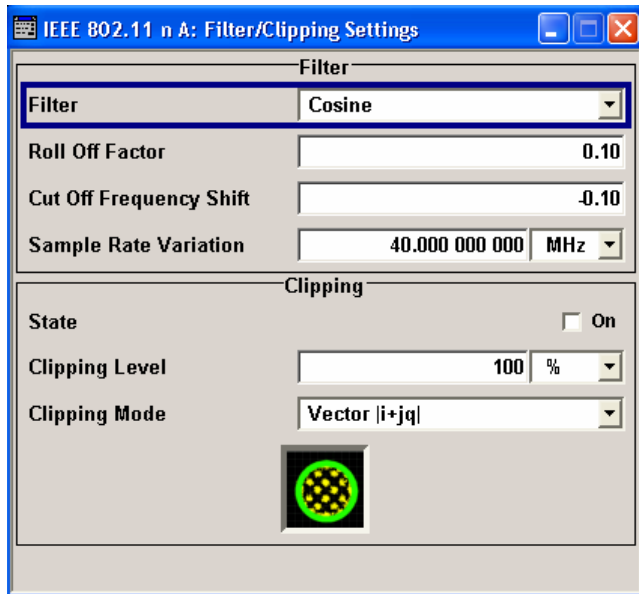 IEEE 802.11 n A: Filter/Clipping Settings
Filter
Filter Cosine
Roll Off Factor 0.10
Cut Off Frequency Shift -0.10
Sample Rate Variation 40.000 000 000 MHz
Clipping
State On
Clipping Level 100 %
Clipping Mode Vector |i+jq|